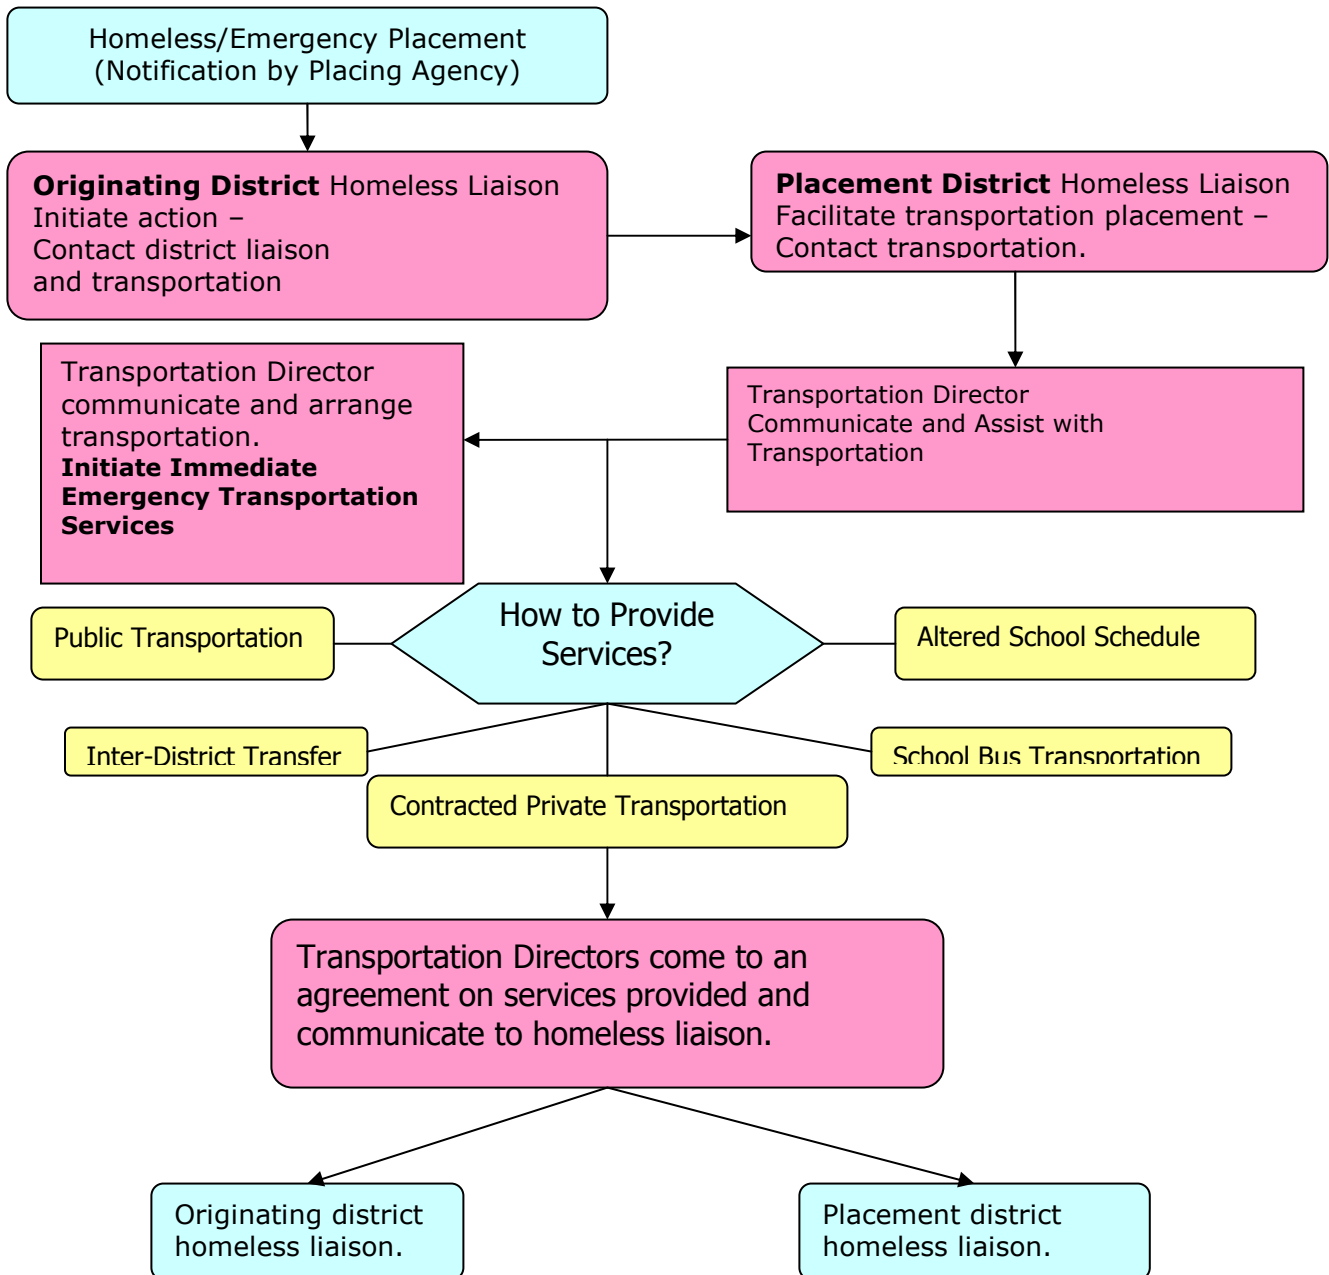 Homeless/Emergency Placement
(Notification by Placing Agency)
Originating District Homeless Liaison
Initiate action –
Contact district liaison
and transportation
Placement District Homeless Liaison
Facilitate transportation placement –
Contact transportation.
Transportation Director
communicate and arrange
transportation.
Initiate Immediate
Emergency Transportation
Services
Transportation Director
Communicate and Assist with
Transportation
How to Provide
Services?
Public Transportation
Altered School Schedule
Inter-District Transfer
School Bus Transportation
Contracted Private Transportation
Transportation Directors come to an
agreement on services provided and
communicate to homeless liaison.
Originating district
homeless liaison.
Placement district
homeless liaison.